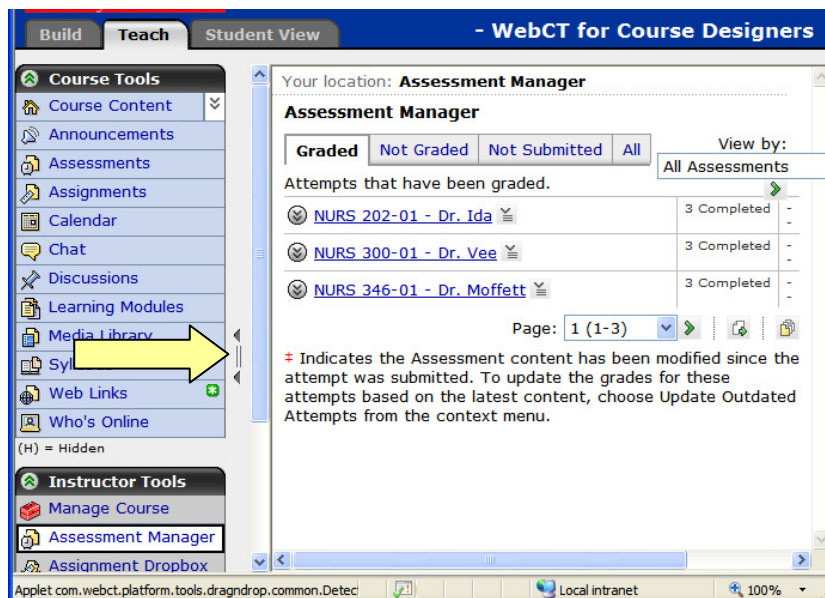 Build
Teach
Student View
- WebCT for Course Designers
Course Tools
Course Content
Announcements
Assessments
Assignments
Calendar
Chat
Discussions
Learning Modules
Media Library
Web Links
Who's Online
(H) = Hidden
Instructor Tools
Manage Course
Assessment Manager
Assignment Dropbox
Your location: Assessment Manager
Assessment Manager
Graded
Not Graded
Not Submitted
All
View by:
All Assessments
Attempts that have been graded.
NURS 202-01 - Dr. Ida
3 Completed
-
-
NURS 300-01 - Dr. Vee
3 Completed
-
-
NURS 346-01 - Dr. Moffett
3 Completed
-
-
Page: 1 (1-3)
‡ Indicates the Assessment content has been modified since the
attempt was submitted. To update the grades for these
attempts based on the latest content, choose Update Outdated
Attempts from the context menu.
Applet com.webct.platform.tools.dragndrop.common.Detec
Local intranet
100%